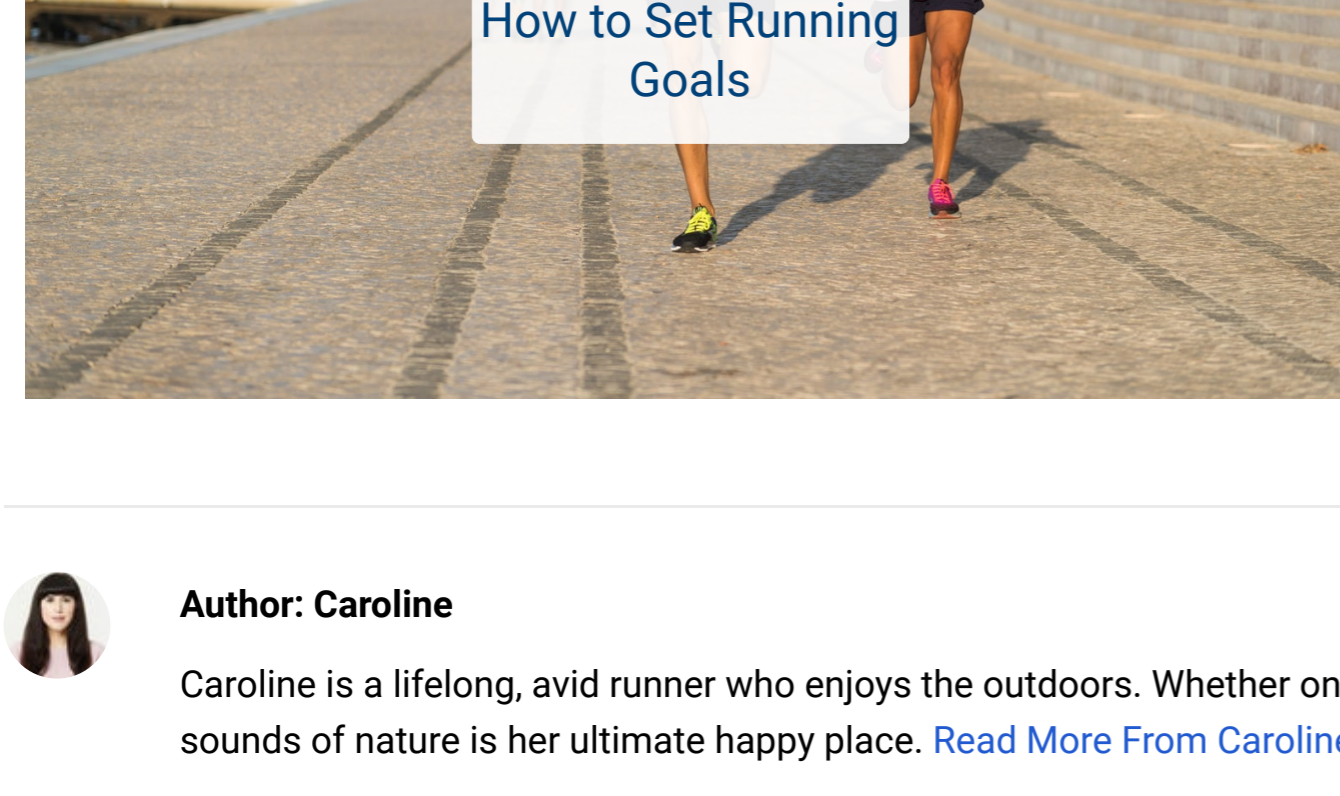 How to Set Running
Goals
Author: Caroline
Caroline is a lifelong, avid runner who enjoys the outdoors. Whether on
sounds of nature is her ultimate happy place. Read More From Caroline